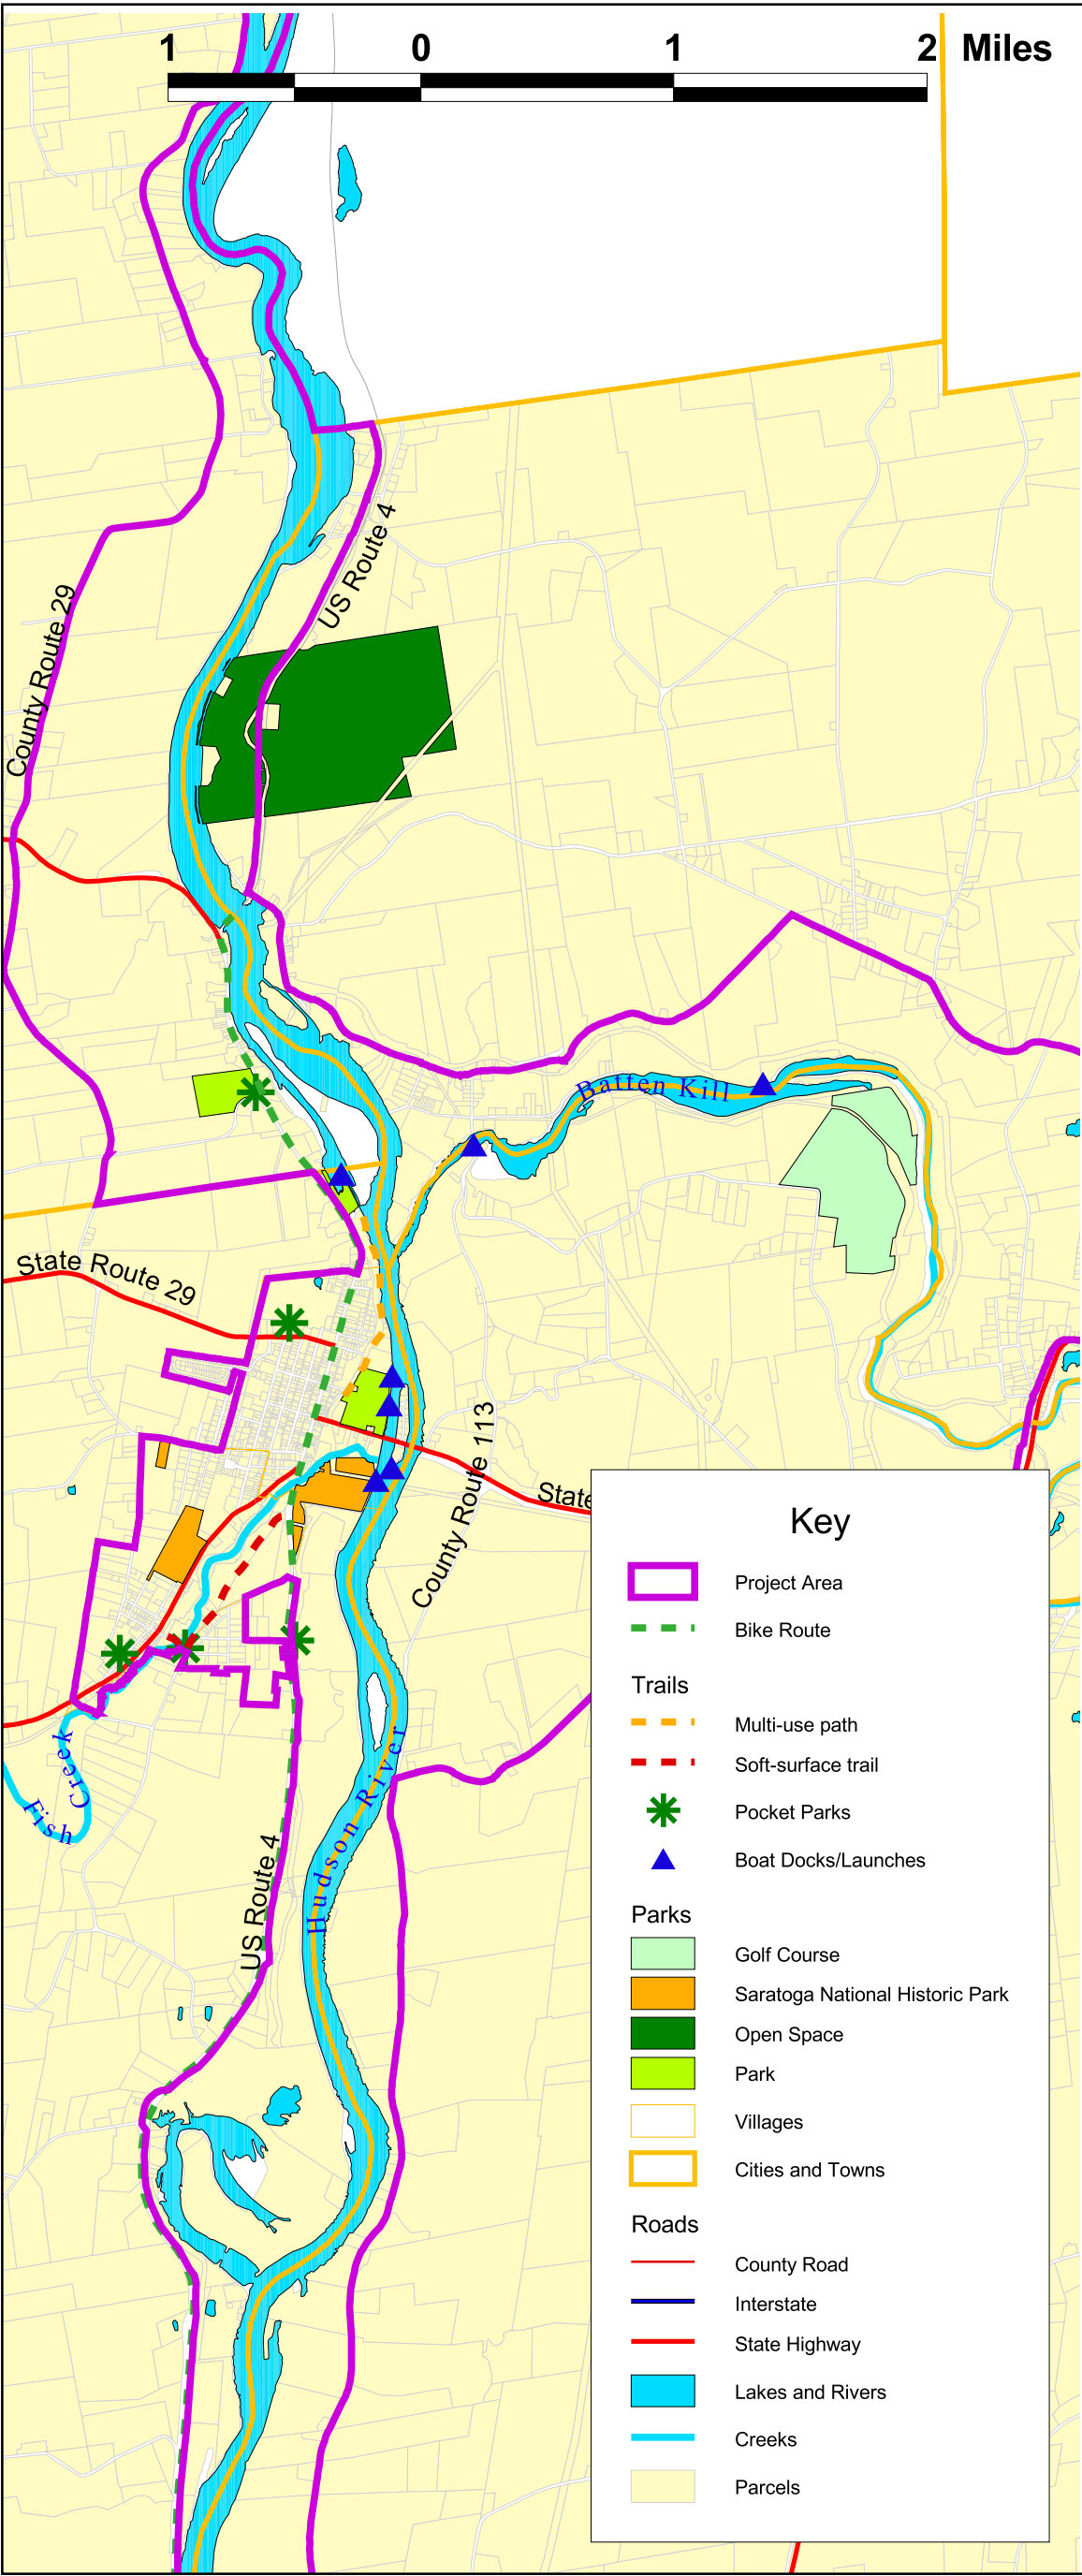 1 0 1 2 Miles
US Route 4
County Route 29
Batten Kill
State Route 29
County Route 113
State
Fish Creek
Hudson River
US Route 4
Key
Project Area
Bike Route
Trails
Multi-use path
Soft-surface trail
Pocket Parks
Boat Docks/Launches
Parks
Golf Course
Saratoga National Historic Park
Open Space
Park
Villages
Cities and Towns
Roads
County Road
Interstate
State Highway
Lakes and Rivers
Creeks
Parcels